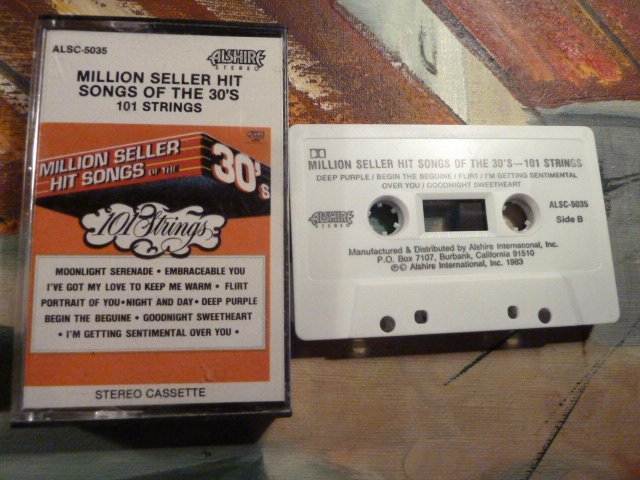 ALSC-5035
ALSHIRE
STEREO
MILLION SELLER HIT
SONGS OF THE 30'S
101 STRINGS
MILLION SELLER
HIT SONGS OF THE
30's
101 Strings
MOONLIGHT SERENADE • EMBRACEABLE YOU
I'VE GOT MY LOVE TO KEEP ME WARM • FLIRT
PORTRAIT OF YOU • NIGHT AND DAY • DEEP PURPLE
BEGIN THE BEGUINE • GOODNIGHT SWEETHEART
• I'M GETTING SENTIMENTAL OVER YOU •
STEREO CASSETTE
MILLION SELLER HIT SONGS OF THE 30'S—101 STRINGS
DEEP PURPLE / BEGIN THE BEGUINE / FLIRT / I'M GETTING SENTIMENTAL
OVER YOU / GOODNIGHT SWEETHEART
ALSHIRE
STEREO
ALSC-5035
Side B
Manufactured & Distributed by Alshire International, Inc.
P.O. Box 7107, Burbank, California 91510
℗© Alshire International, Inc. 1983